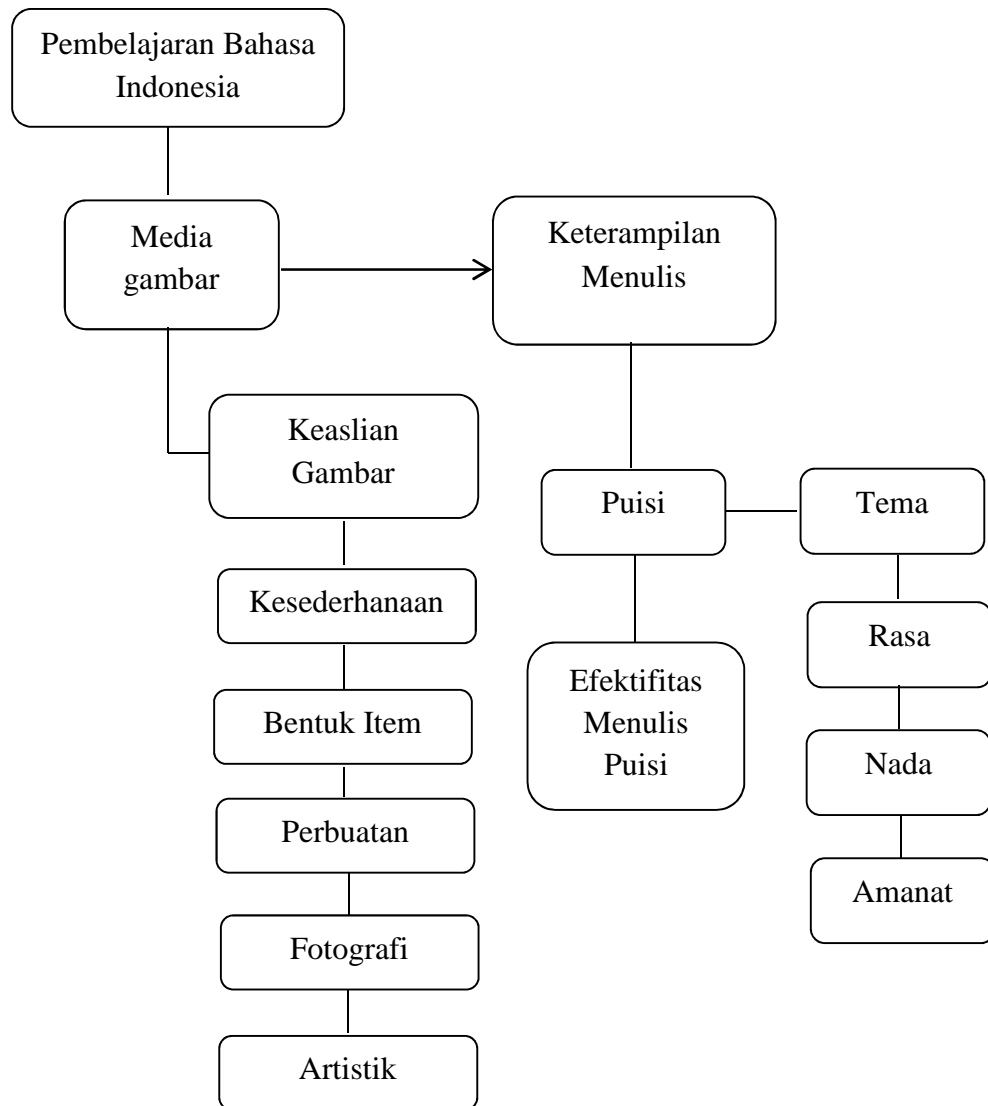 Pembelajaran Bahasa
Indonesia
Media
gambar
Keterampilan
Menulis
Keaslian
Gambar
Kesederhanaan
Bentuk Item
Perbuatan
Fotografi
Artistik
Puisi
Efektifitas
Menulis
Puisi
Tema
Rasa
Nada
Amanat